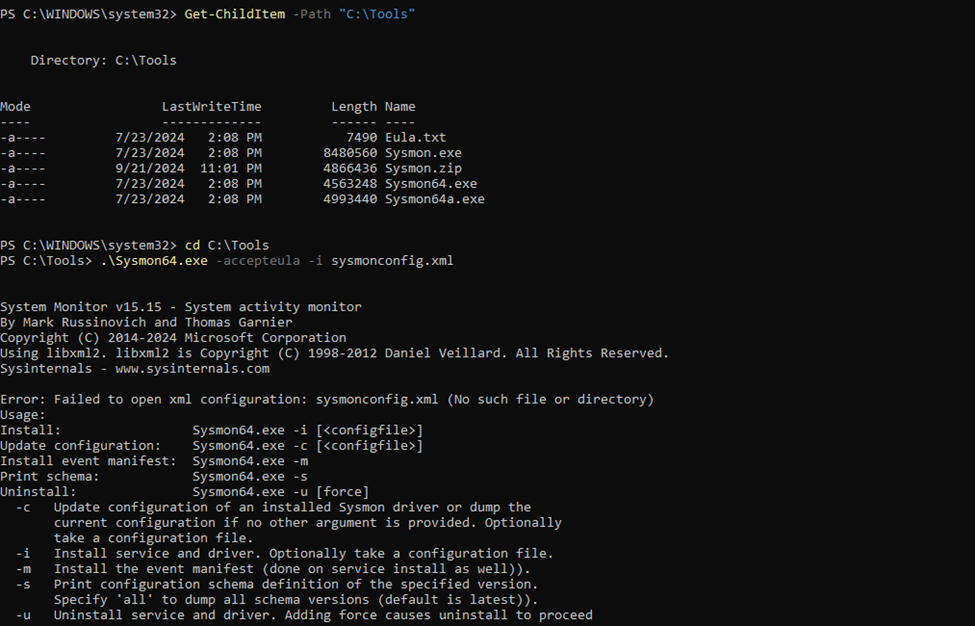 PS C:\WINDOWS\system32> Get-ChildItem -Path "C:\Tools"
Directory: C:\Tools
Mode                 LastWriteTime         Length Name
----                 -------------         ------ ----
-a----         7/23/2024   2:08 PM           7490 Eula.txt
-a----         7/23/2024   2:08 PM        8480560 Sysmon.exe
-a----         9/21/2024  11:01 PM        4866436 Sysmon.zip
-a----         7/23/2024   2:08 PM        4563248 Sysmon64.exe
-a----         7/23/2024   2:08 PM        4993440 Sysmon64a.exe
PS C:\WINDOWS\system32> cd C:\Tools
PS C:\Tools> .\Sysmon64.exe -accepteula -i sysmonconfig.xml
System Monitor v15.15 - System activity monitor
By Mark Russinovich and Thomas Garnier
Copyright (C) 2014-2024 Microsoft Corporation
Using libxml2. libxml2 is Copyright (C) 1998-2012 Daniel Veillard. All Rights Reserved.
Sysinternals - www.sysinternals.com
Error: Failed to open xml configuration: sysmonconfig.xml (No such file or directory)
Usage:
Install:                 Sysmon64.exe -i [<configfile>]
Update configuration:    Sysmon64.exe -c [<configfile>]
Install event manifest:  Sysmon64.exe -m
Print schema:            Sysmon64.exe -s
Uninstall:               Sysmon64.exe -u [force]
-c   Update configuration of an installed Sysmon driver or dump the
current configuration if no other argument is provided. Optionally
take a configuration file.
-i   Install service and driver. Optionally take a configuration file.
-m   Install the event manifest (done on service install as well)).
-s   Print configuration schema definition of the specified version.
Specify 'all' to dump all schema versions (default is latest)).
-u   Uninstall service and driver. Adding force causes uninstall to proceed